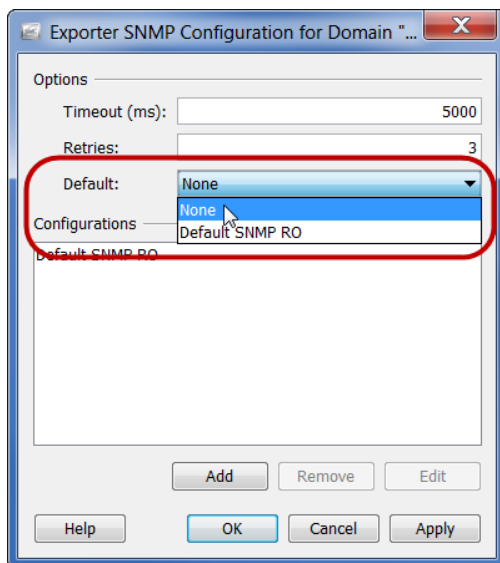 Exporter SNMP Configuration for Domain "...
Options
Timeout (ms): 5000
Retries: 3
Default: None
None
Default SNMP RO
Configurations
Default SNMP RO
Add Remove Edit
Help OK Cancel Apply